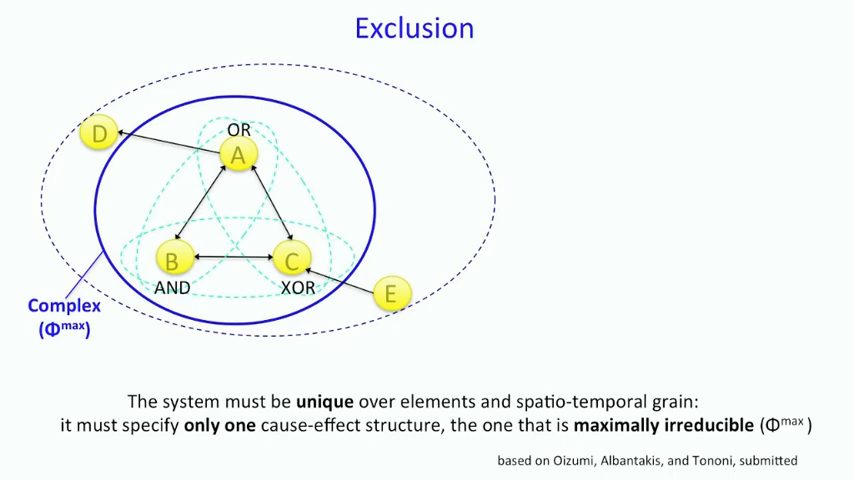 Exclusion
D
OR
A
B
C
AND
XOR
E
Complex
(Φmax)
The system must be unique over elements and spatio-temporal grain:
it must specify only one cause-effect structure, the one that is maximally irreducible (Φmax )
based on Oizumi, Albantakis, and Tononi, submitted